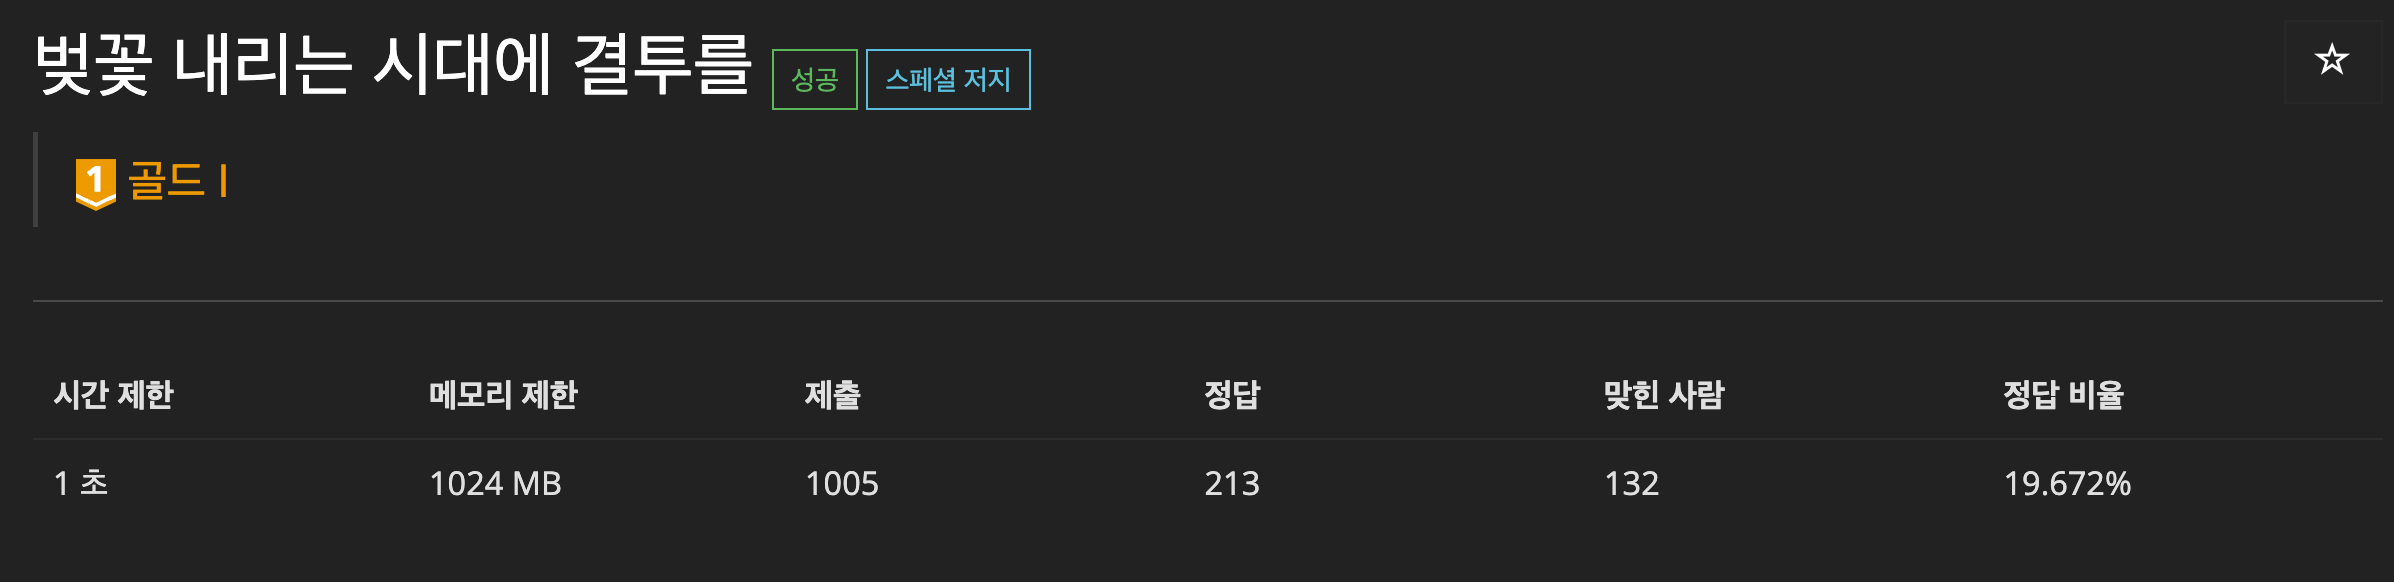 벚꽃 내리는 시대에 결투를 성공 스페셜 저지
☆
1 골드 I
시간 제한 메모리 제한 제출 정답 맞힌 사람 정답 비율
1 초 1024 MB 1005 213 132 19.672%